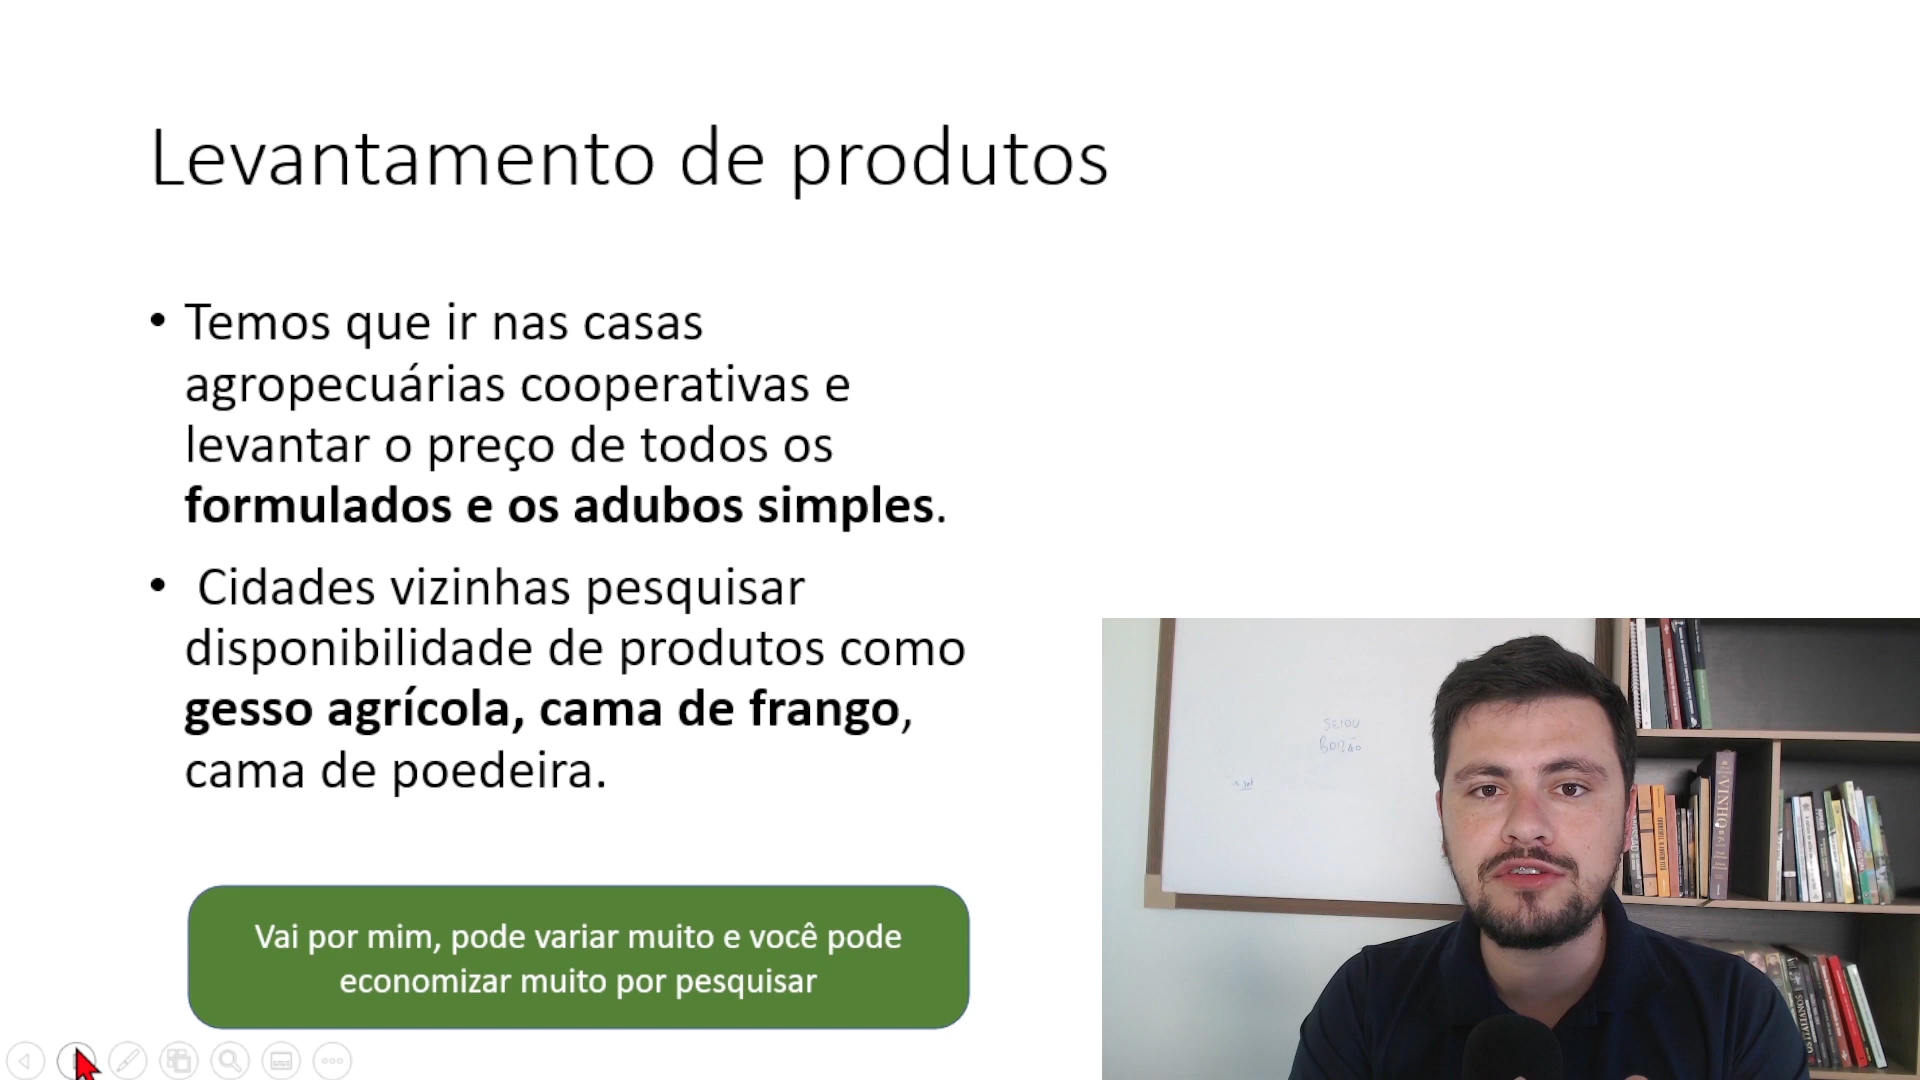 Levantamento de produtos
• Temos que ir nas casas
agropecuárias cooperativas e
levantar o preço de todos os
formulados e os adubos simples.
• Cidades vizinhas pesquisar
disponibilidade de produtos como
gesso agrícola, cama de frango,
cama de poedeira.
Vai por mim, pode variar muito e você pode
economizar muito por pesquisar
VINHO